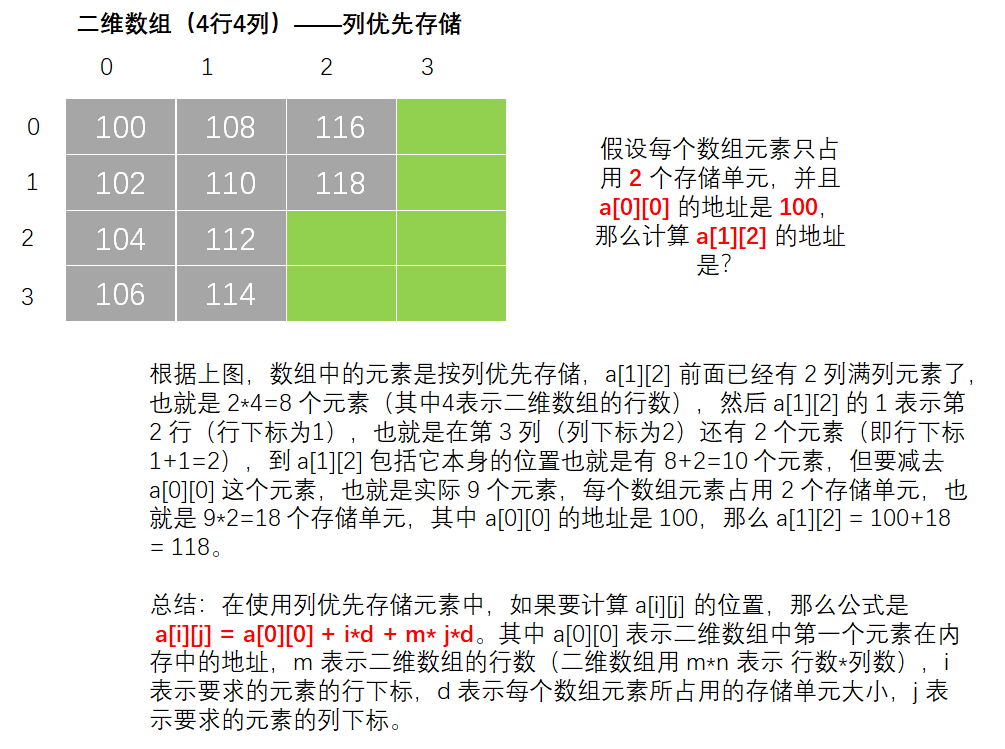 二维数组（4行4列）——列优先存储
0 1 2 3
0 100 108 116
1 102 110 118
2 104 112
3 106 114
假设每个数组元素只占
用 2 个存储单元，并且
a[0][0] 的地址是 100，
那么计算 a[1][2] 的地址
是？
根据上图，数组中的元素是按列优先存储，a[1][2] 前面已经有 2 列满列元素了，
也就是 2*4=8 个元素（其中4表示二维数组的行数），然后 a[1][2] 的 1 表示第
2 行（行下标为1），也就是在第 3 列（列下标为2）还有 2 个元素（即行下标
1+1=2），到 a[1][2] 包括它本身的位置也就是有 8+2=10 个元素，但要减去
a[0][0] 这个元素，也就是实际 9 个元素，每个数组元素占用 2 个存储单元，也
就是 9*2=18 个存储单元，其中 a[0][0] 的地址是 100，那么 a[1][2] = 100+18
= 118。
总结：在使用列优先存储元素中，如果要计算 a[i][j] 的位置，那么公式是
a[i][j] = a[0][0] + i*d + m* j*d。其中 a[0][0] 表示二维数组中第一个元素在内
存中的地址，m 表示二维数组的行数（二维数组用 m*n 表示 行数*列数），i
表示要求的元素的行下标，d 表示每个数组元素所占用的存储单元大小，j 表
示要求的元素的列下标。